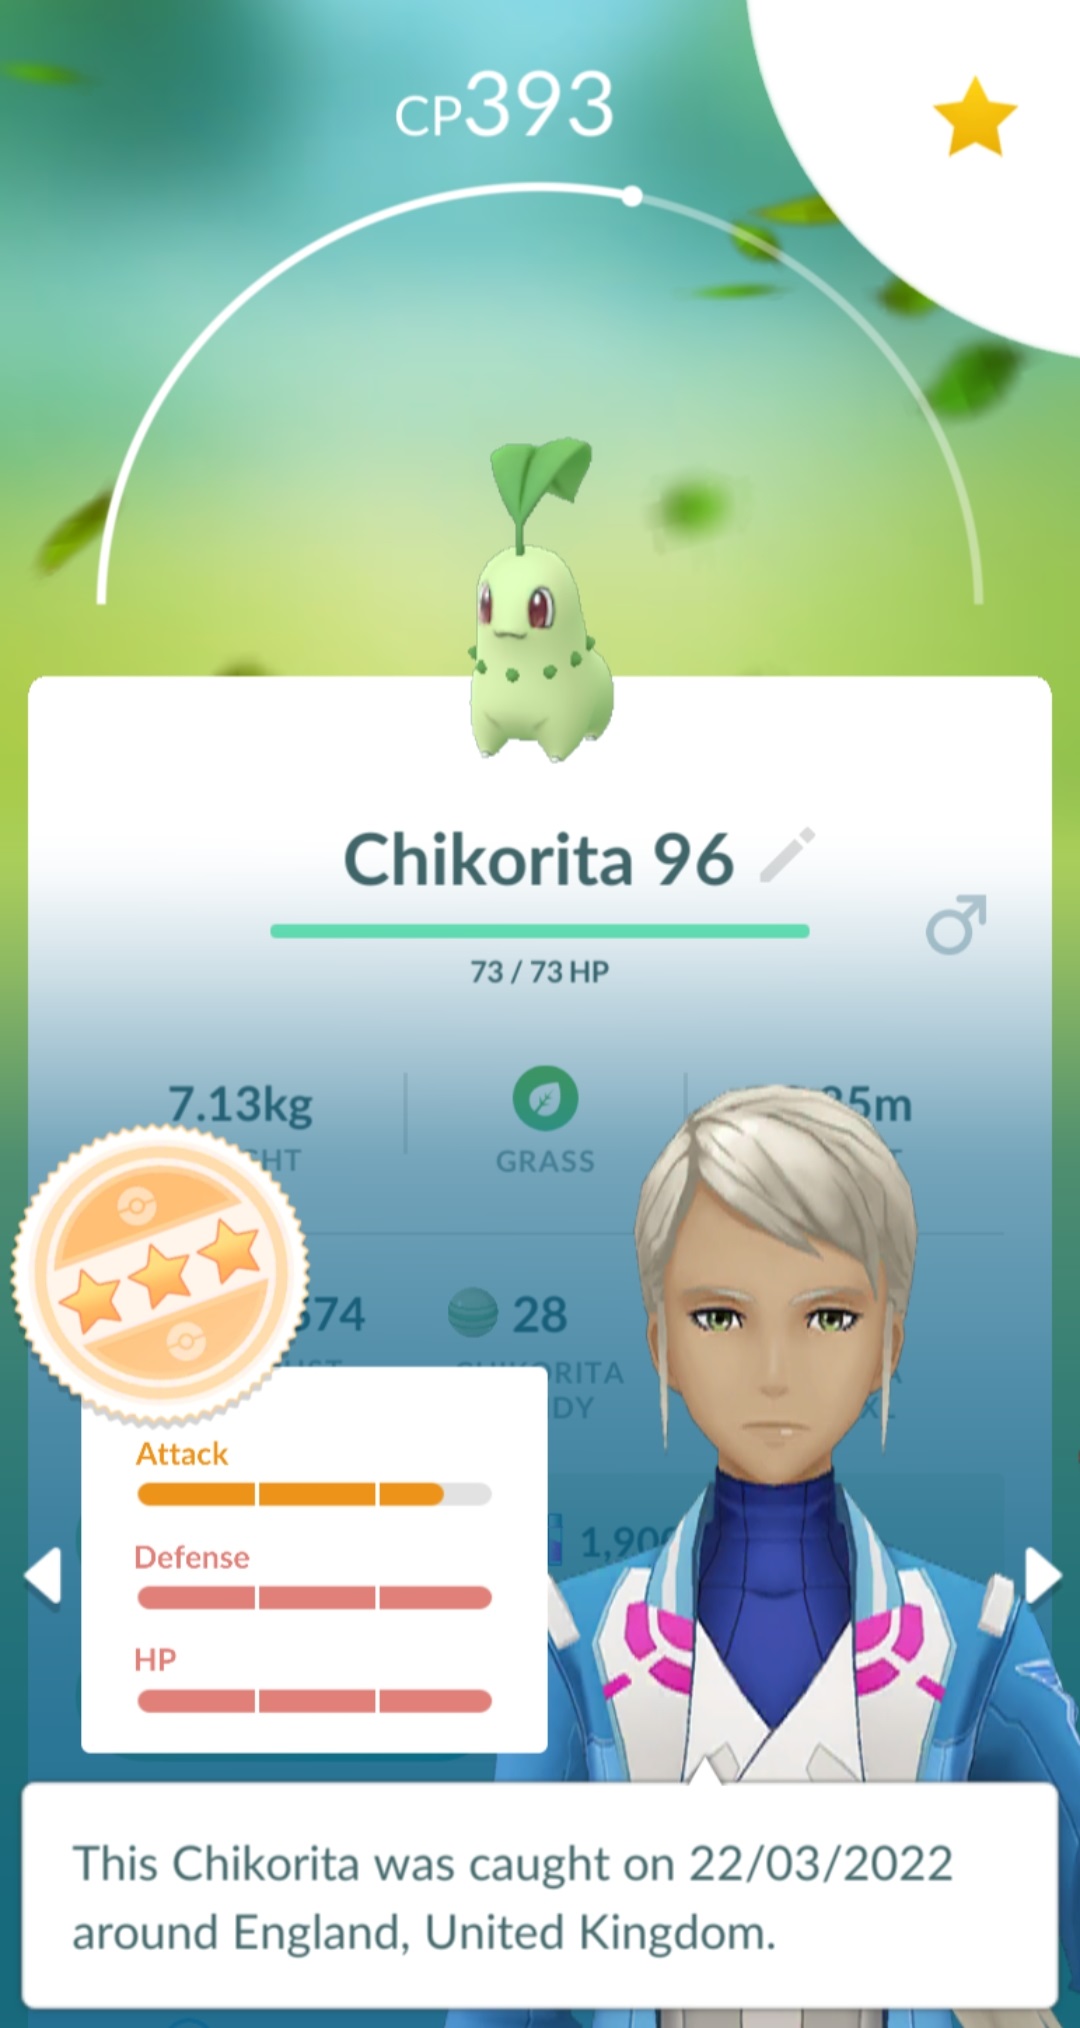 CP393
Chikorita 96
73 / 73 HP
7.13kg
GRASS
28
Attack
Defense
HP
This Chikorita was caught on 22/03/2022
around England, United Kingdom.